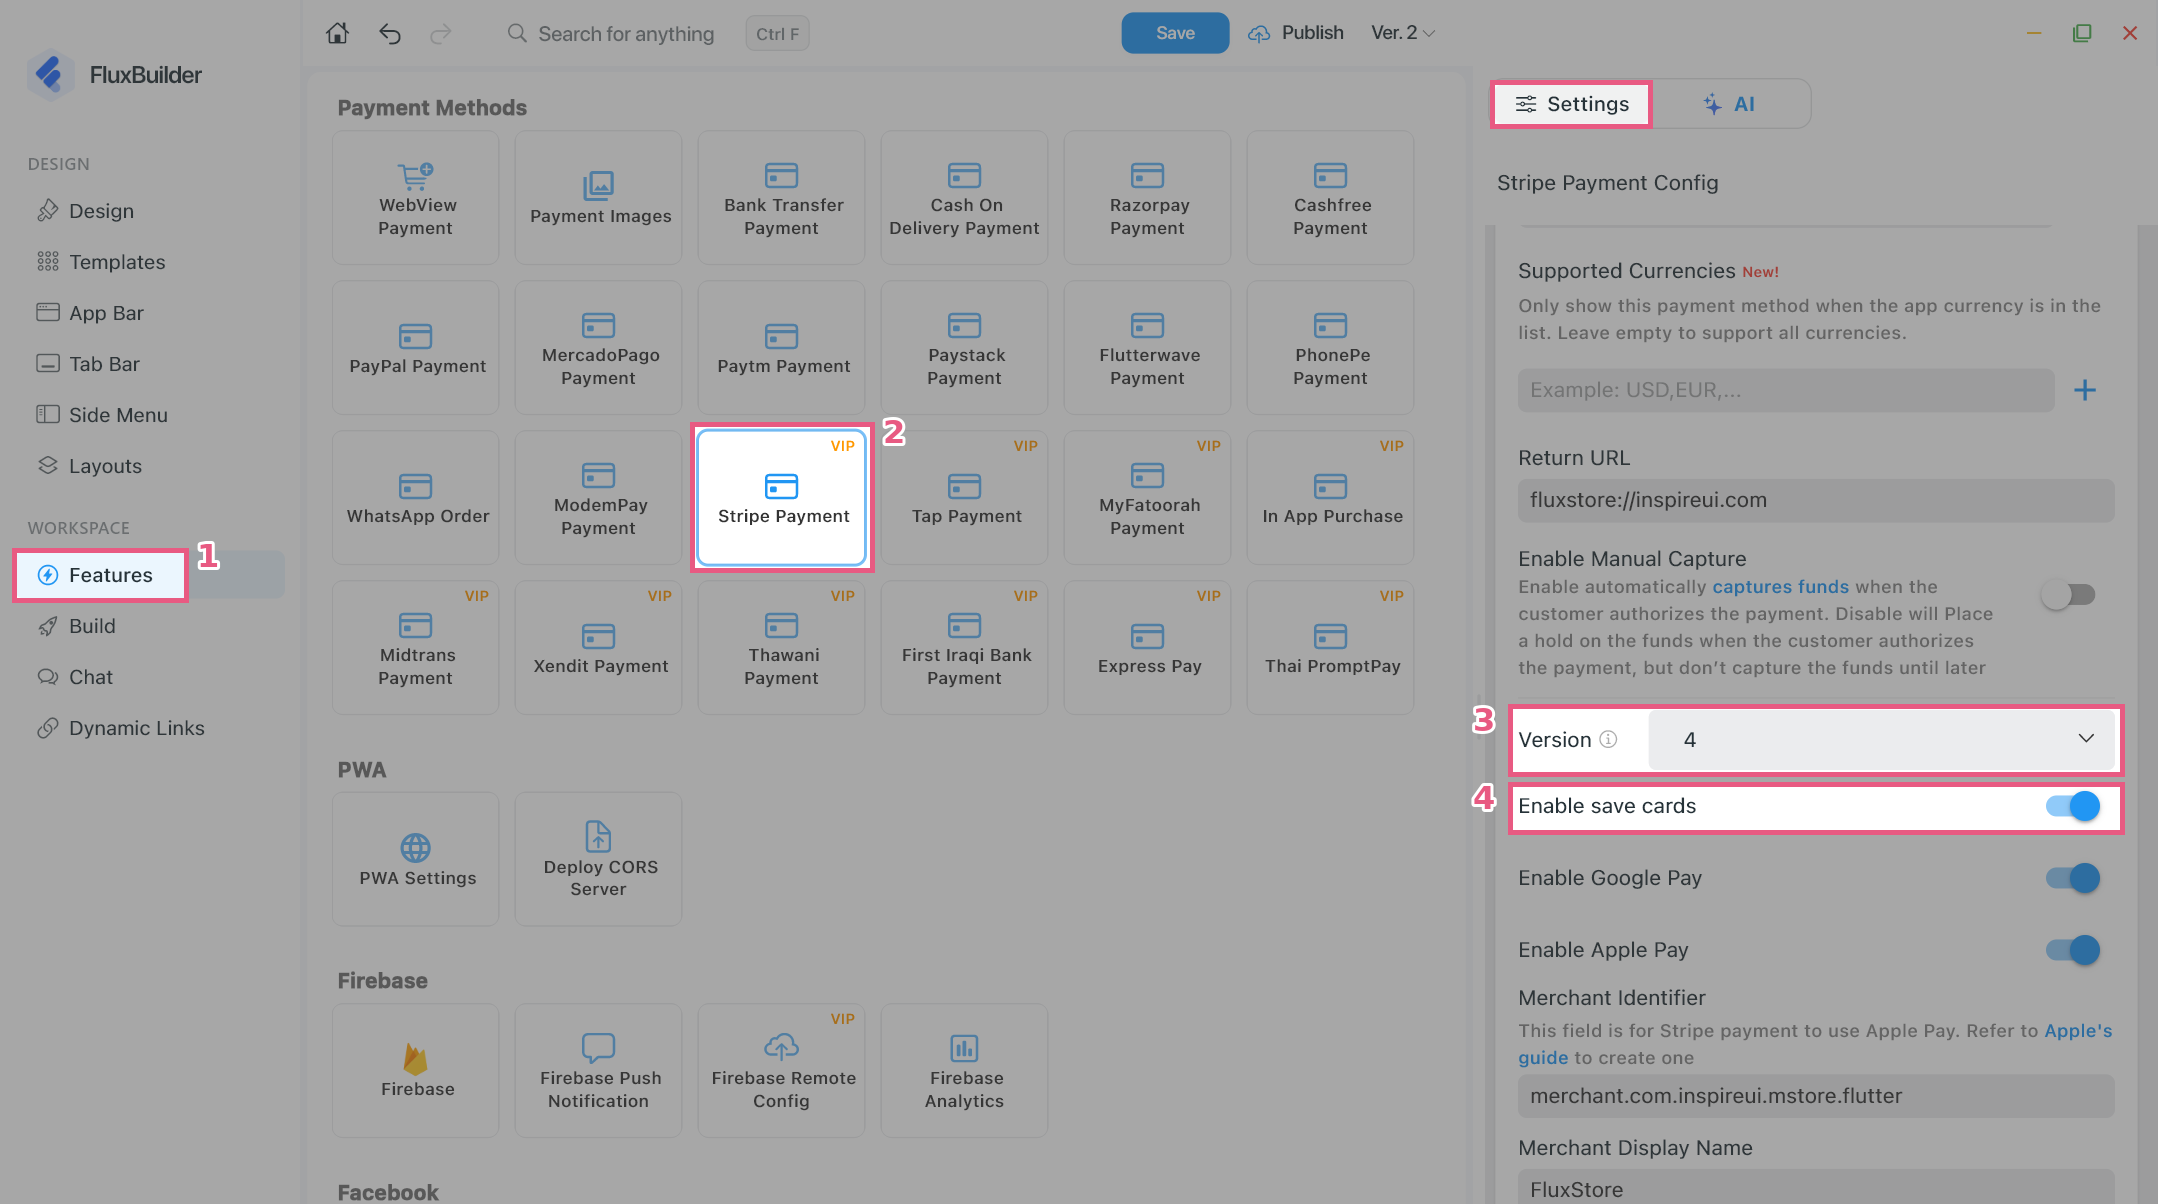 FluxBuilder
DESIGN
Design
Templates
App Bar
Tab Bar
Side Menu
Layouts
WORKSPACE
Features
1
Build
Chat
Dynamic Links
Search for anything
Ctrl F
Save
Publish
Ver. 2
Payment Methods
WebView
Payment
Payment Images
Bank Transfer
Payment
Cash On
Delivery Payment
Razorpay
Payment
Cashfree
Payment
PayPal Payment
MercadoPago
Payment
Paytm Payment
Paystack
Payment
Flutterwave
Payment
PhonePe
Payment
WhatsApp Order
ModemPay
Payment
VIP
Stripe Payment
2
VIP
Tap Payment
VIP
MyFatoorah
Payment
VIP
In App Purchase
VIP
Midtrans
Payment
VIP
Xendit Payment
VIP
Thawani
Payment
VIP
First Iraqi Bank
Payment
VIP
Express Pay
VIP
Thai PromptPay
PWA
PWA Settings
Deploy CORS
Server
Firebase
Firebase
Firebase Push
Notification
VIP
Firebase Remote
Config
Firebase
Analytics
Facebook
Settings
AI
Stripe Payment Config
Supported Currencies New!
Only show this payment method when the app currency is in the
list. Leave empty to support all currencies.
Example: USD,EUR,...
Return URL
fluxstore://inspireui.com
Enable Manual Capture
Enable automatically captures funds when the
customer authorizes the payment. Disable will Place
a hold on the funds when the customer authorizes
the payment, but don't capture the funds until later
3
Version
4
4
Enable save cards
Enable Google Pay
Enable Apple Pay
Merchant Identifier
This field is for Stripe payment to use Apple Pay. Refer to Apple's
guide to create one
merchant.com.inspireui.mstore.flutter
Merchant Display Name
FluxStore